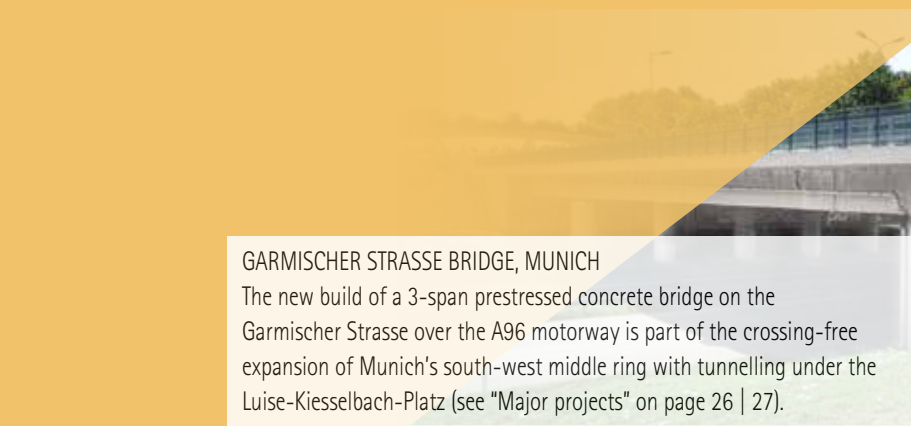 GARMISCHER STRASSE BRIDGE, MUNICH
The new build of a 3-span prestressed concrete bridge on the
Garmischer Strasse over the A96 motorway is part of the crossing-free
expansion of Munich's south-west middle ring with tunnelling under the
Luise-Kiesselbach-Platz (see "Major projects" on page 26 | 27).